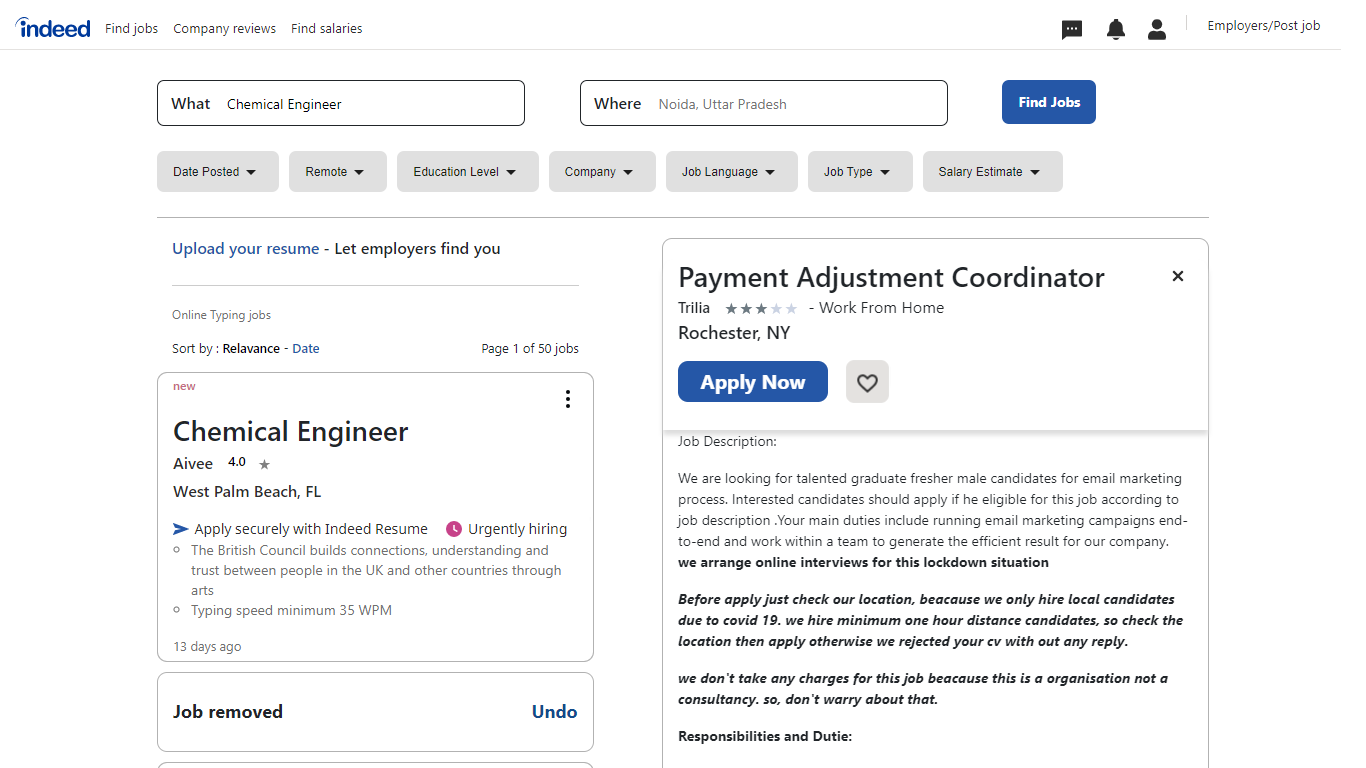 indeed Find jobs Company reviews Find salaries Employers/Post job
What Chemical Engineer Where Noida, Uttar Pradesh Find Jobs
Date Posted Remote Education Level Company Job Language Job Type Salary Estimate
Upload your resume - Let employers find you
Online Typing jobs
Sort by : Relavance - Date Page 1 of 50 jobs
new
Chemical Engineer
Aivee 4.0
West Palm Beach, FL
Apply securely with Indeed Resume Urgently hiring
The British Council builds connections, understanding and
trust between people in the UK and other countries through
arts
Typing speed minimum 35 WPM
13 days ago
Job removed Undo
Payment Adjustment Coordinator
Trilia - Work From Home
Rochester, NY
Apply Now
Job Description:
We are looking for talented graduate fresher male candidates for email marketing
process. Interested candidates should apply if he eligible for this job according to
job description .Your main duties include running email marketing campaigns end-
to-end and work within a team to generate the efficient result for our company.
we arrange online interviews for this lockdown situation
Before apply just check our location, beacause we only hire local candidates
due to covid 19. we hire minimum one hour distance candidates, so check the
location then apply otherwise we rejected your cv with out any reply.
we don't take any charges for this job beacause this is a organisation not a
consultancy. so, don't warry about that.
Responsibilities and Dutie: